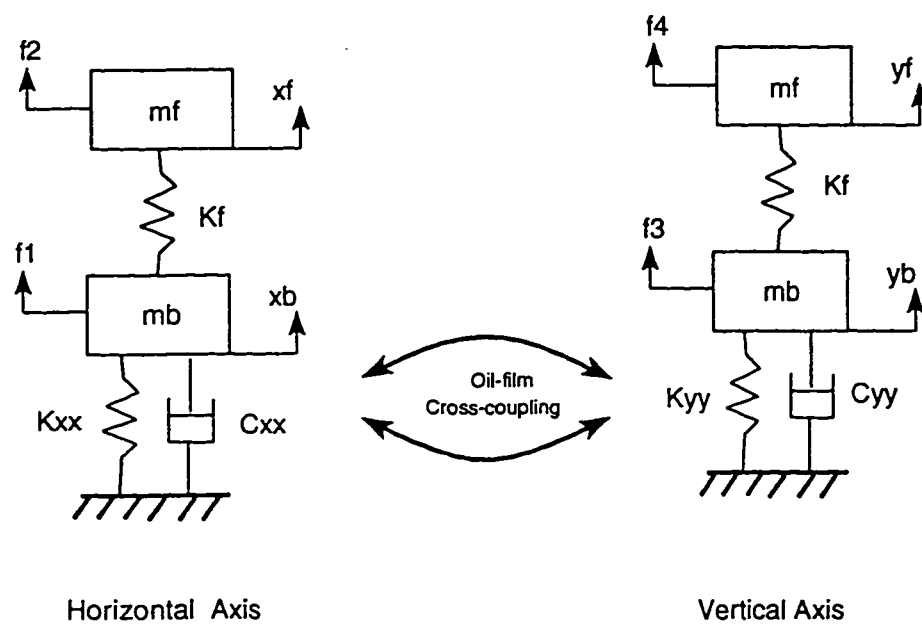 f2
mf
xf
Kf
f1
mb
xb
Kxx
Cxx
Horizontal Axis
Oil-film
Cross-coupling
f4
mf
yf
Kf
f3
mb
yb
Kyy
Cyy
Vertical Axis